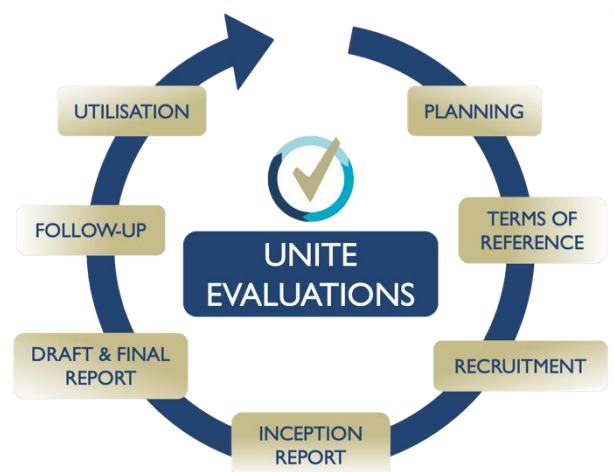 PLANNING
TERMS OF
REFERENCE
RECRUITMENT
INCEPTION
REPORT
DRAFT & FINAL
REPORT
FOLLOW-UP
UTILISATION
UNITE
EVALUATIONS